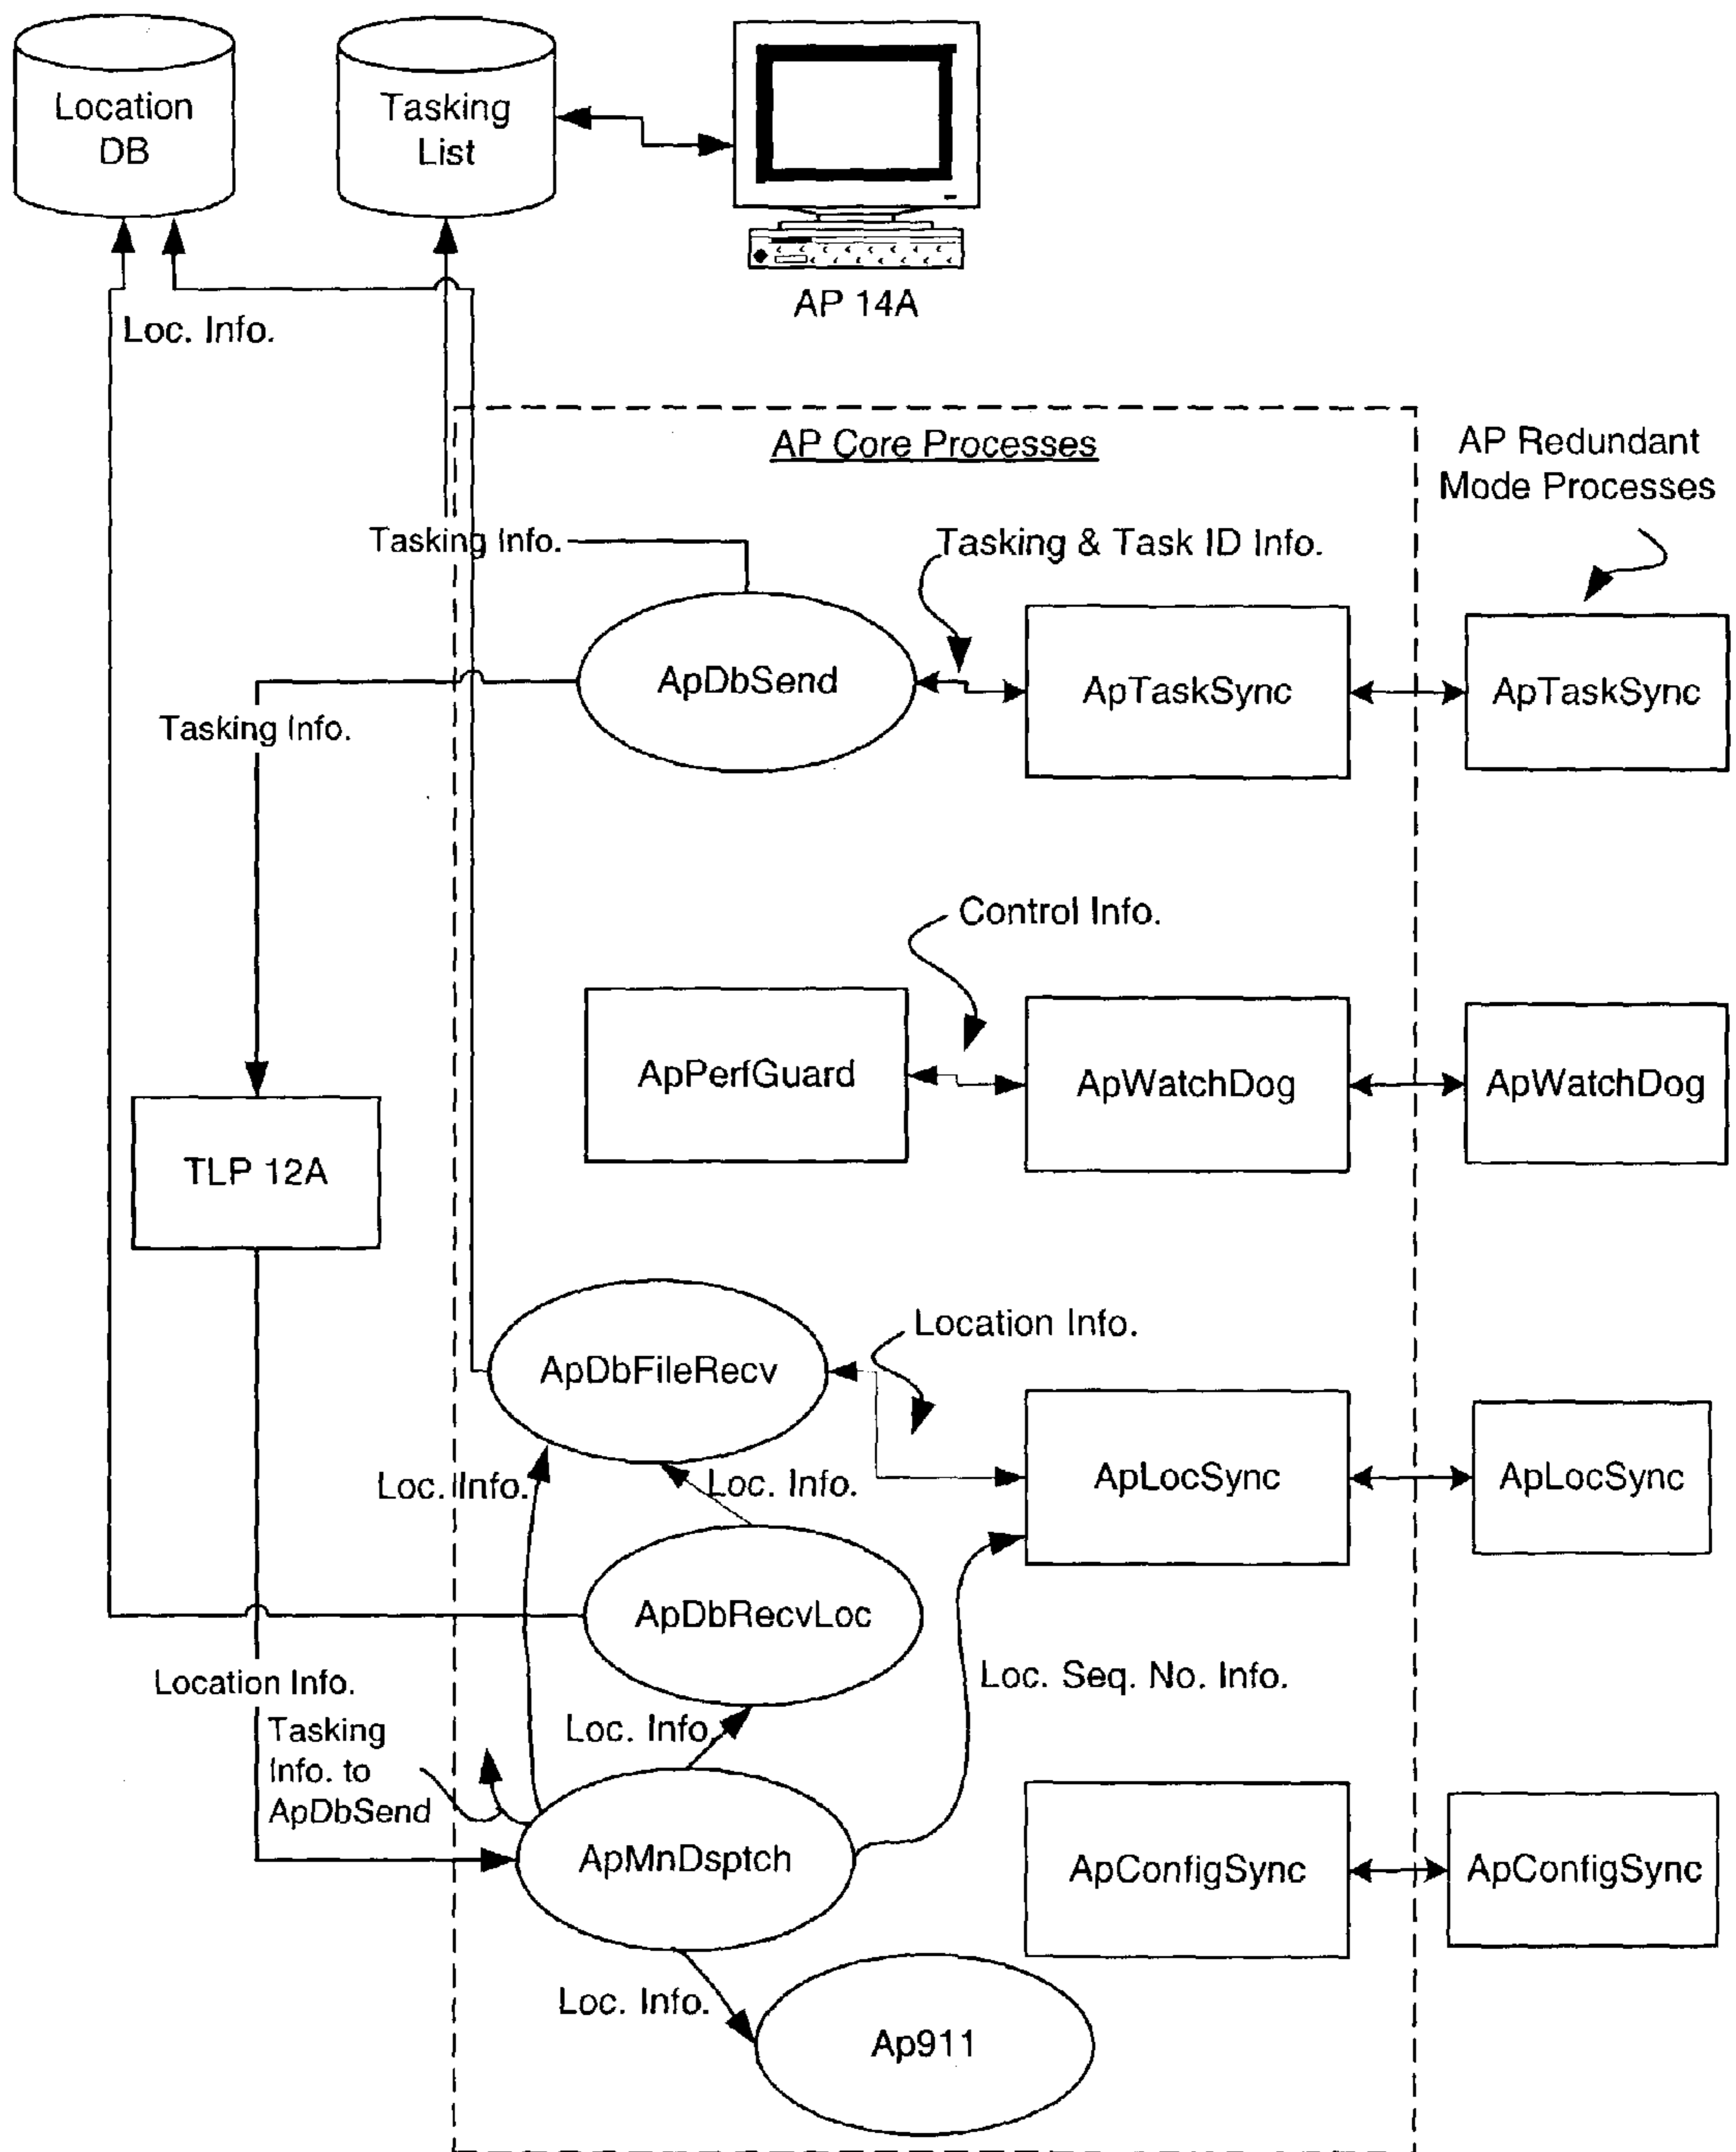 Location
DB
Tasking
List
AP 14A
Loc. Info.
AP Core Processes
AP Redundant
Mode Processes
Tasking Info.
Tasking & Task ID Info.
ApDbSend
ApTaskSync
ApTaskSync
Tasking Info.
Control Info.
ApPerfGuard
ApWatchDog
ApWatchDog
TLP 12A
Location Info.
ApDbFileRecv
Loc. Info.
Loc. Info.
ApLocSync
ApLocSync
ApDbRecvLoc
Location Info.
Loc. Seq. No. Info.
Tasking
Info. to
ApDbSend
Loc. Info.
ApMnDsptch
ApConfigSync
ApConfigSync
Loc. Info.
Ap911